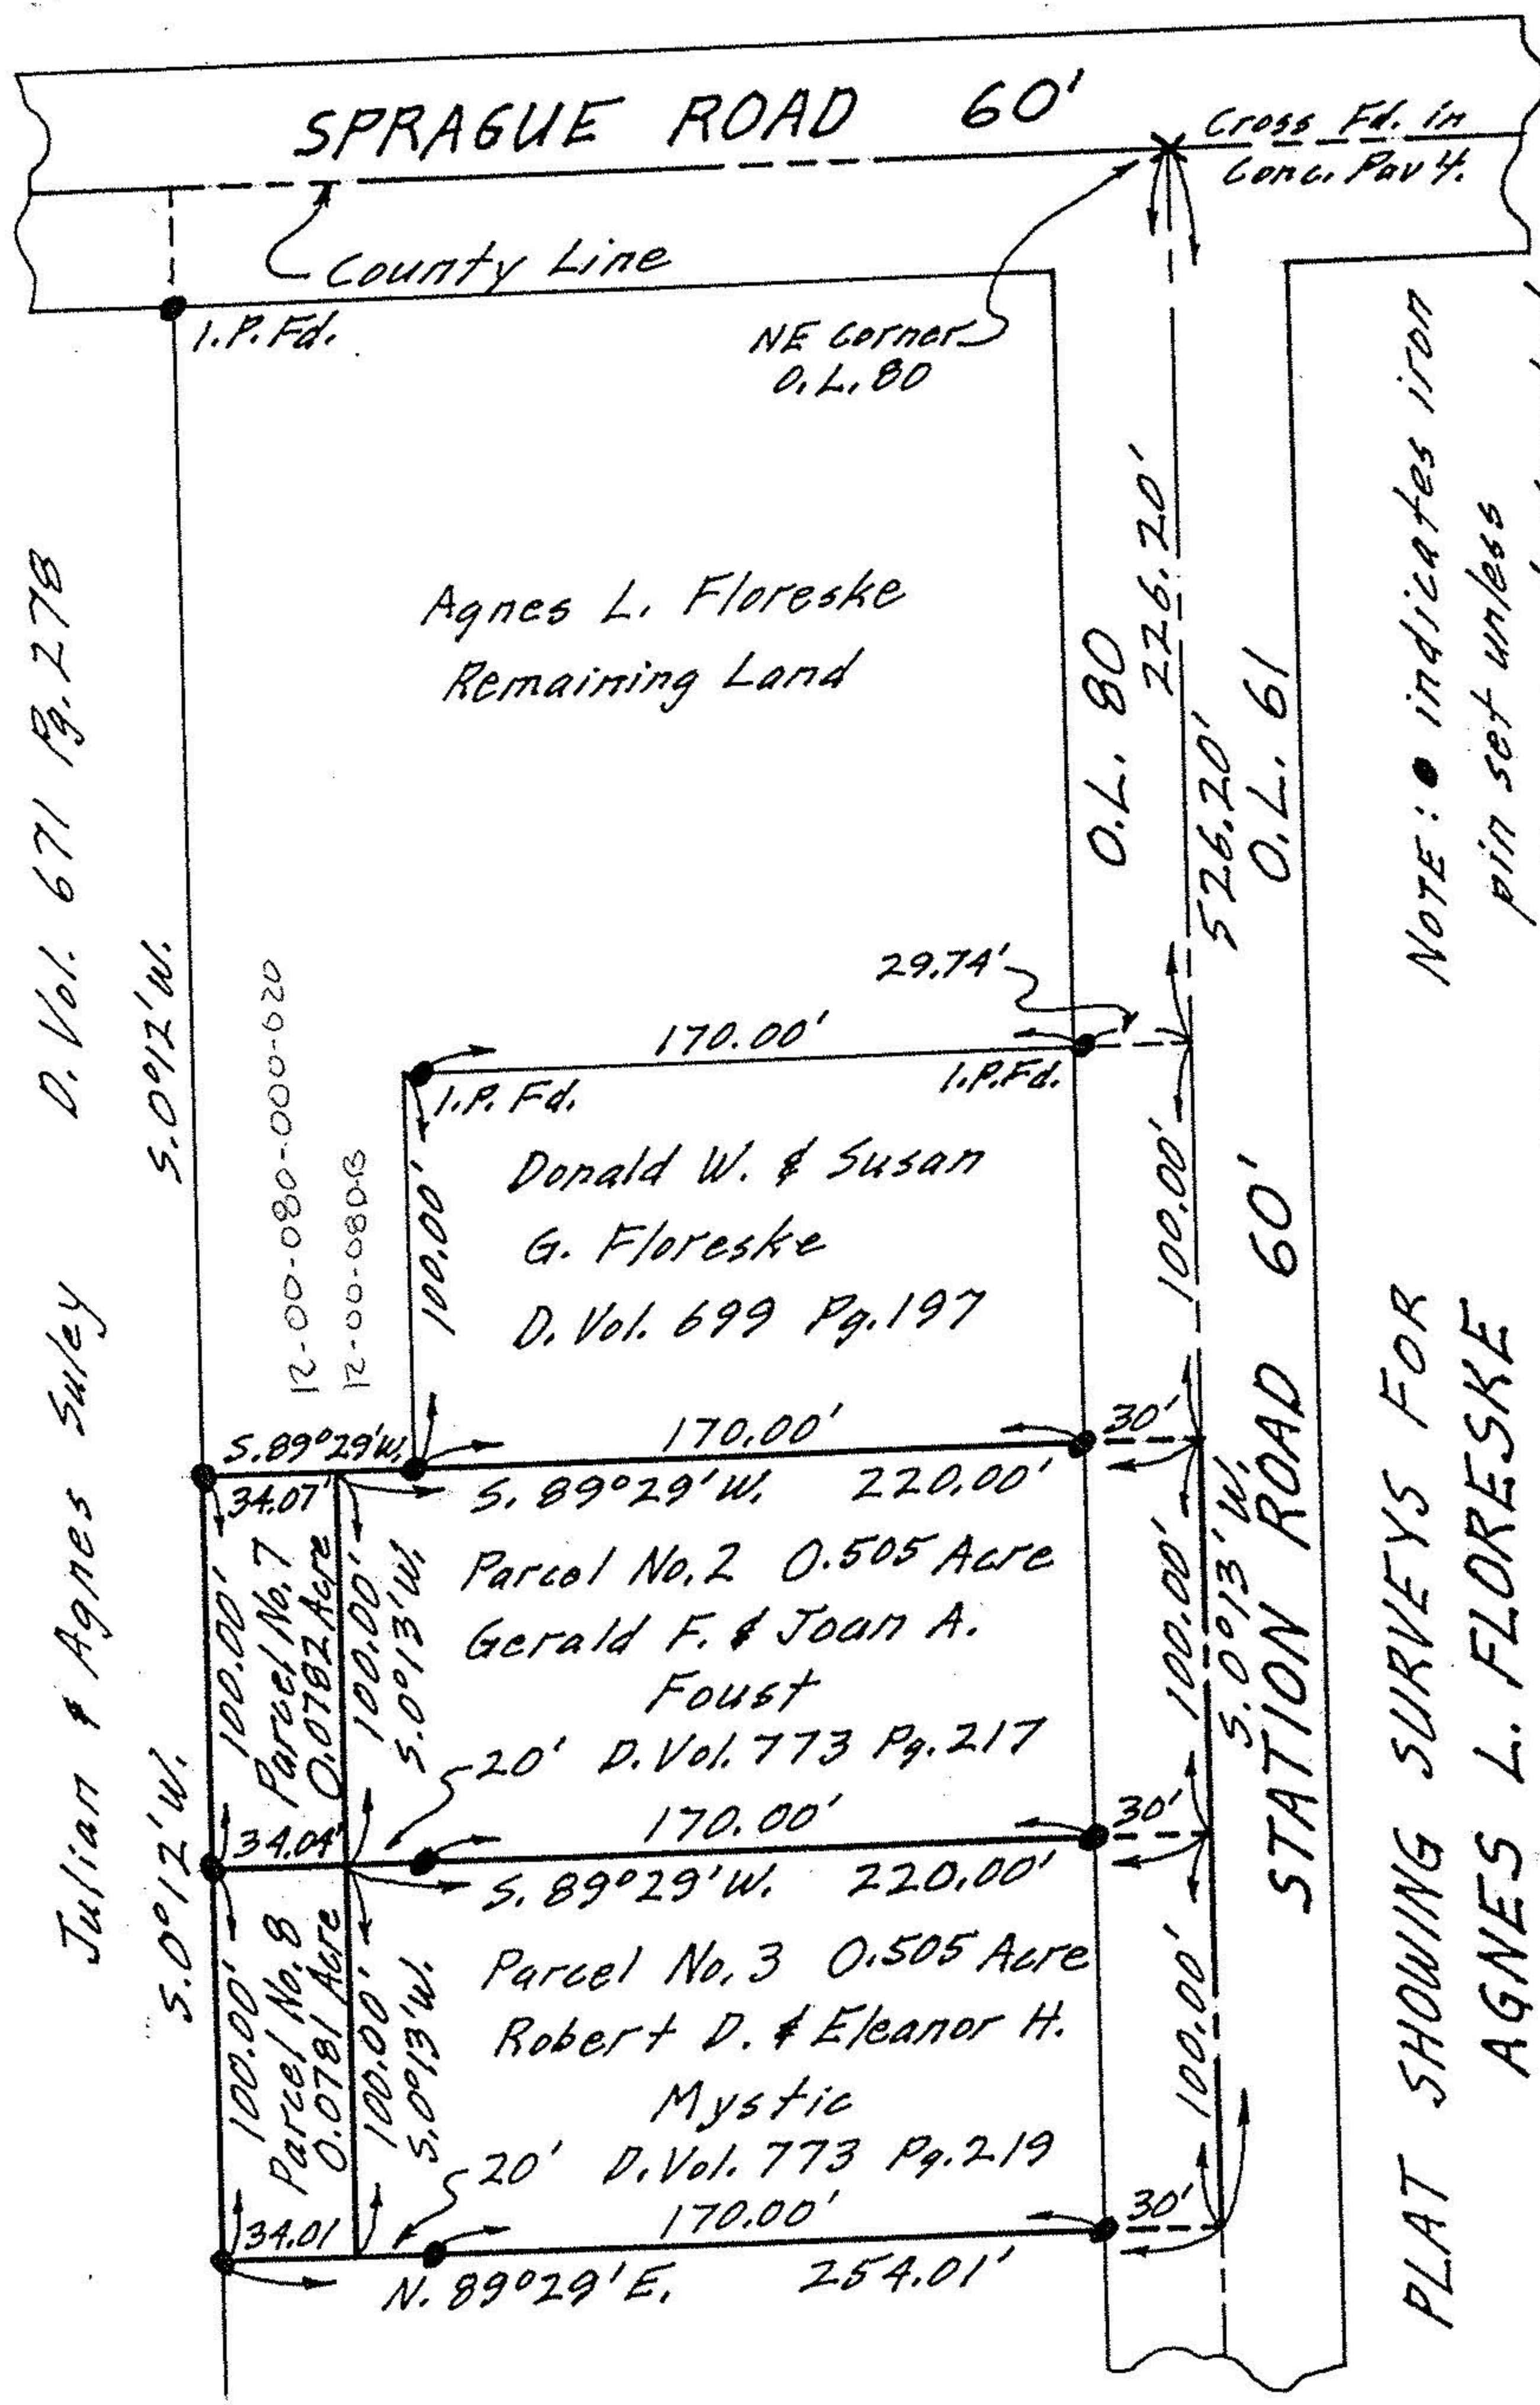 SPRAGUE ROAD 60'
Cross Fd. in
Conc. Pav't.
County Line
I.P. Fd.
NE Corner
O.L. 80
Agnes L. Floreske
Remaining Land
O.L. 80
226.20'
526.20'
O.L. 61
NOTE: ● indicates iron
pin set unless
D. Vol. 671 Pg. 278
S. 0°12' W.
12-00-080-000-620
12-00-080-B
29.74'
170.00'
I.P. Fd.
I.P. Fd.
100.00'
Donald W. & Susan
G. Floreske
D. Vol. 699 Pg. 197
100.00'
STATION ROAD 60'
Julian & Agnes Suley
S. 89°29' W.
170.00'
30'
34.07'
S. 89°29' W. 220.00'
100.00'
Parcel No. 7
0.0782 Acre
100.00'
S. 0°13' W.
Parcel No. 2 0.505 Acre
Gerald F. & Joan A.
Foust
20' D. Vol. 773 Pg. 217
100.00'
S. 0°13' W.
S. 0°12' W.
34.04'
170.00'
30'
S. 89°29' W. 220.00'
100.00'
Parcel No. 8
0.0781 Acre
100.00'
S. 0°13' W.
Parcel No. 3 0.505 Acre
Robert D. & Eleanor H.
Mystic
20' D. Vol. 773 Pg. 219
100.00'
34.01
170.00'
30'
N. 89°29' E. 254.01'
PLAT SHOWING SURVEYS FOR
AGNES L. FLORESKE